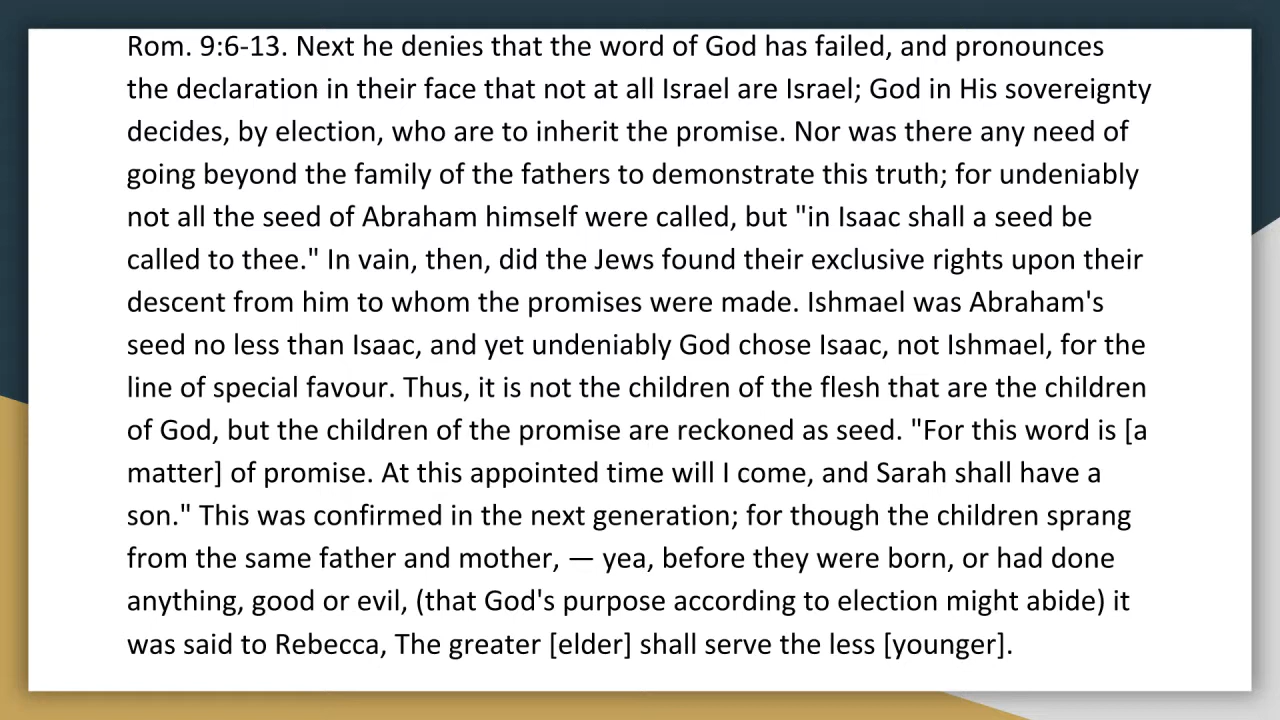 Rom. 9:6-13. Next he denies that the word of God has failed, and pronounces
the declaration in their face that not at all Israel are Israel; God in His sovereignty
decides, by election, who are to inherit the promise. Nor was there any need of
going beyond the family of the fathers to demonstrate this truth; for undeniably
not all the seed of Abraham himself were called, but "in Isaac shall a seed be
called to thee." In vain, then, did the Jews found their exclusive rights upon their
descent from him to whom the promises were made. Ishmael was Abraham's
seed no less than Isaac, and yet undeniably God chose Isaac, not Ishmael, for the
line of special favour. Thus, it is not the children of the flesh that are the children
of God, but the children of the promise are reckoned as seed. "For this word is [a
matter] of promise. At this appointed time will I come, and Sarah shall have a
son." This was confirmed in the next generation; for though the children sprang
from the same father and mother, — yea, before they were born, or had done
anything, good or evil, (that God's purpose according to election might abide) it
was said to Rebecca, The greater [elder] shall serve the less [younger].